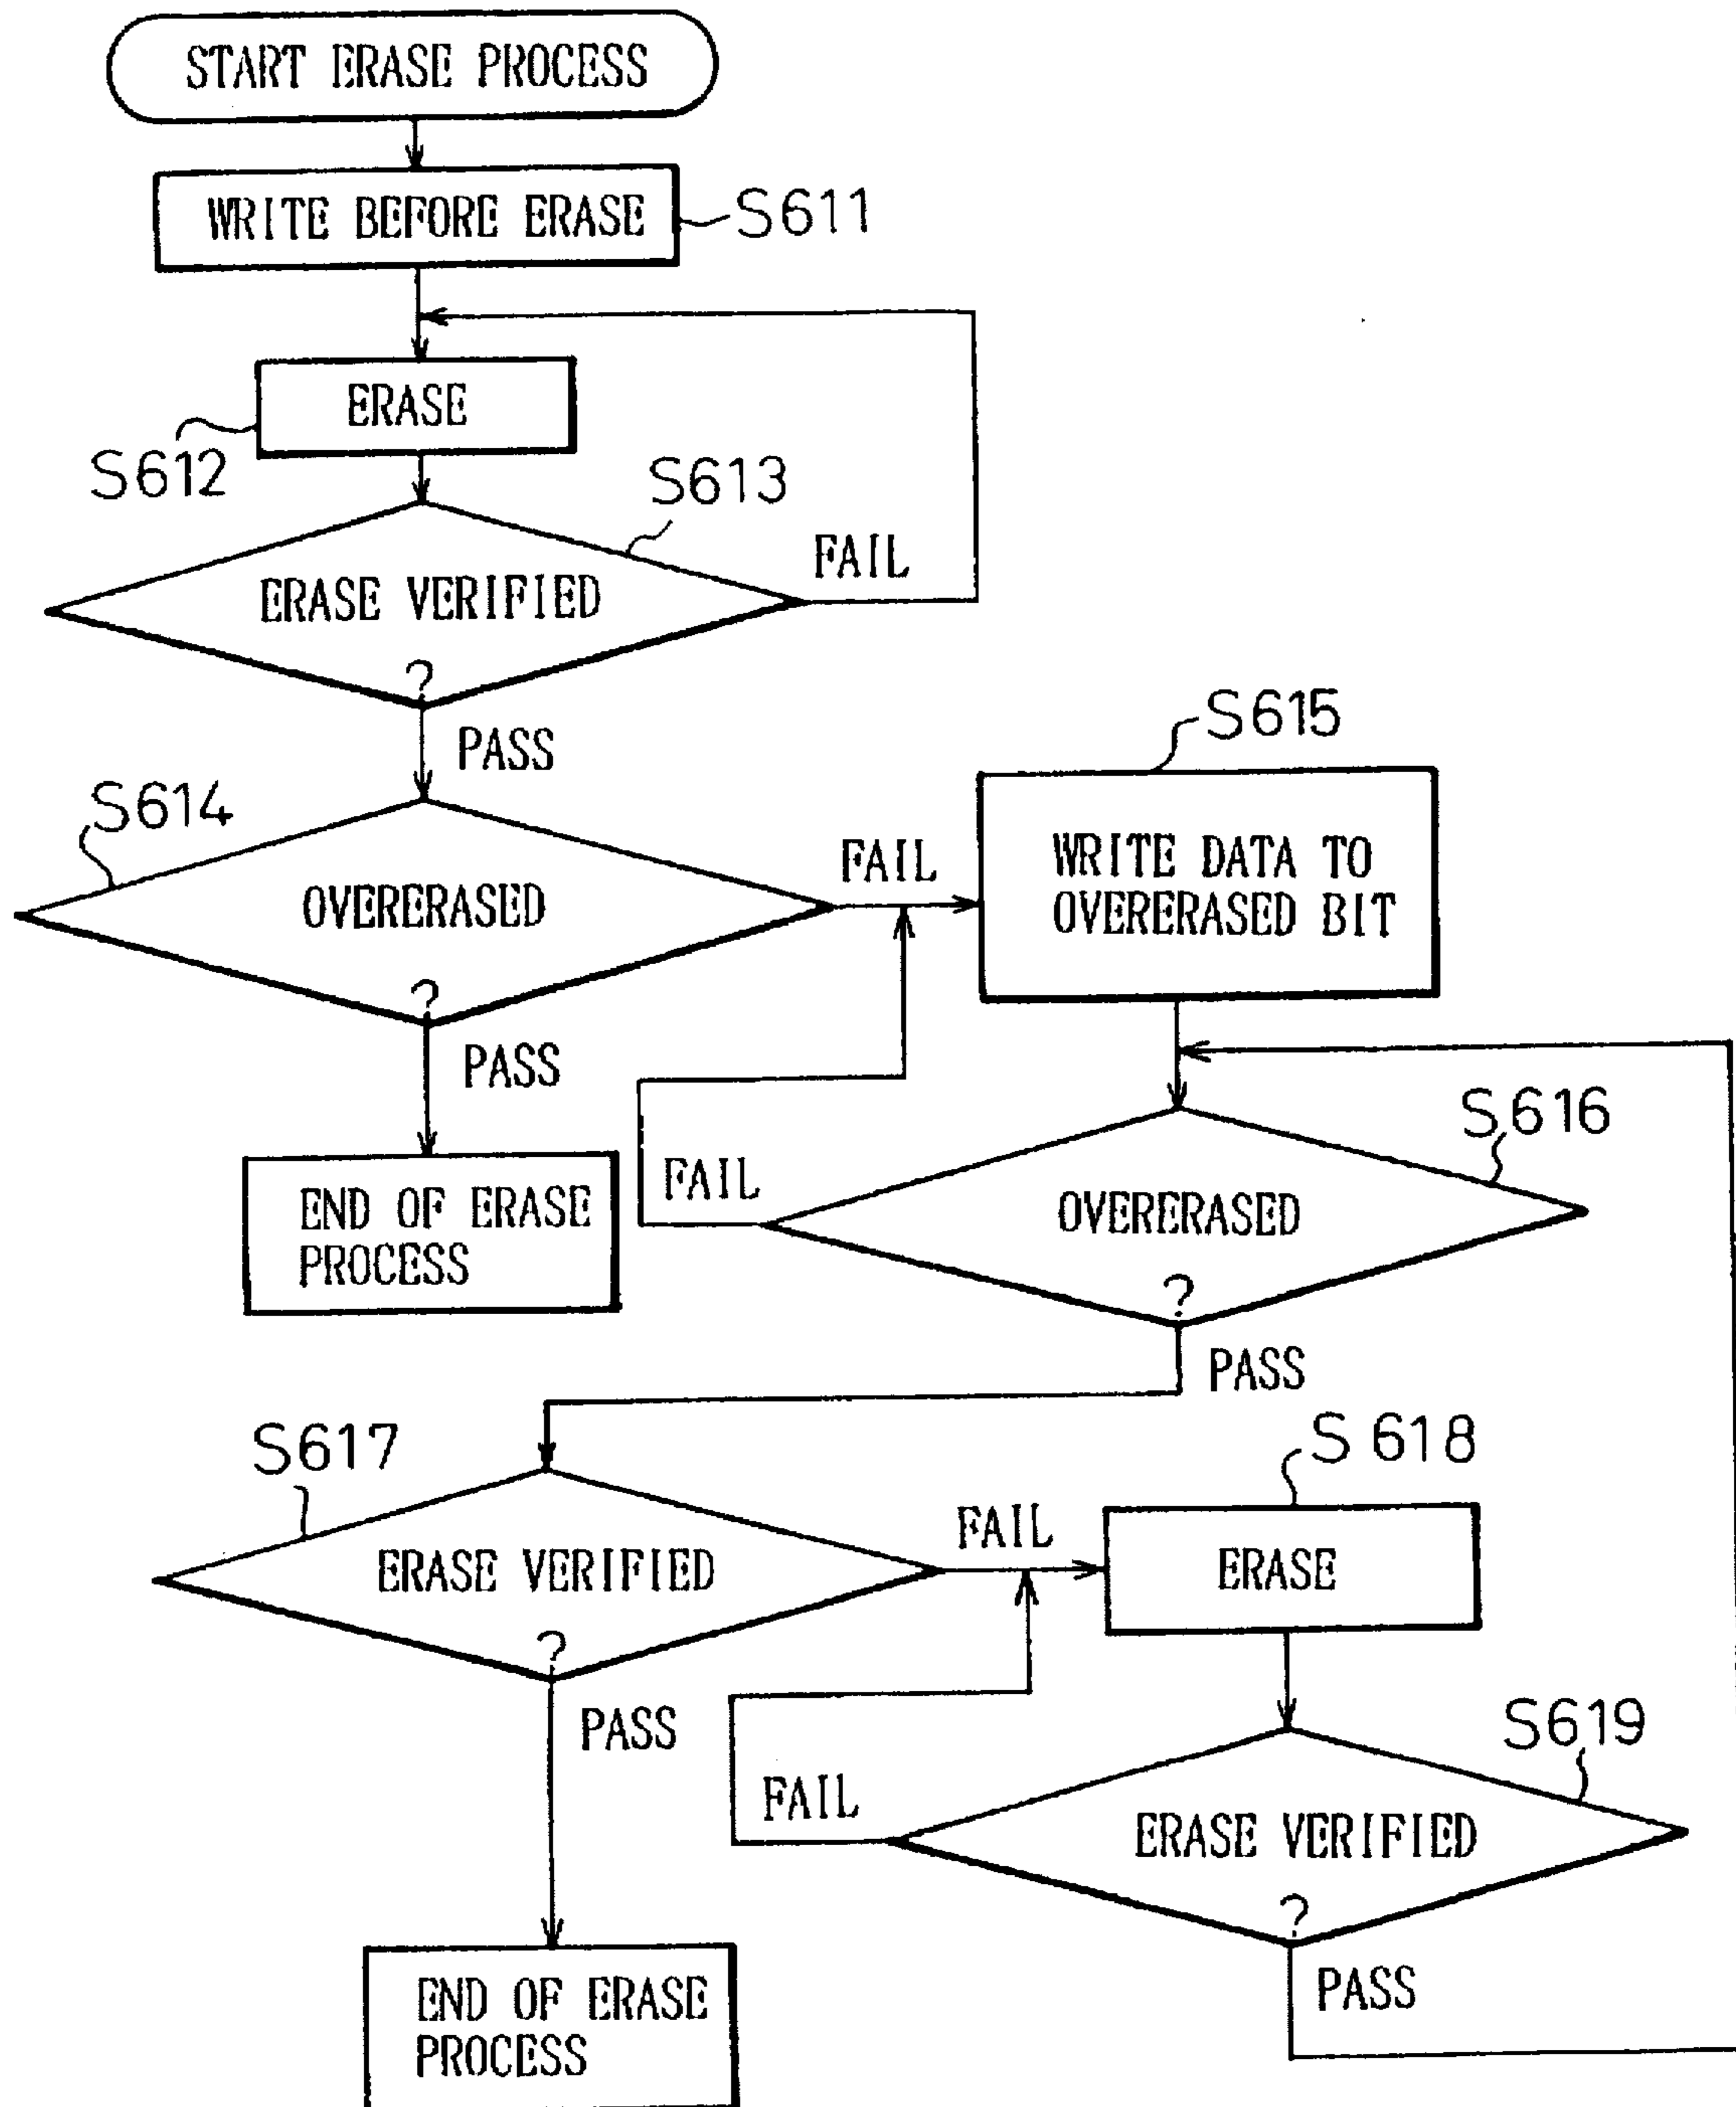 START ERASE PROCESS
WRITE BEFORE ERASE
S611
ERASE
S612
S613
FAIL
ERASE VERIFIED
?
PASS
S615
S614
FAIL
WRITE DATA TO
OVERERASED BIT
OVERERASED
?
PASS
S616
FAIL
END OF ERASE
PROCESS
OVERERASED
?
PASS
S617
S 618
FAIL
ERASE VERIFIED
ERASE
?
PASS
S619
FAIL
ERASE VERIFIED
?
PASS
END OF ERASE
PROCESS